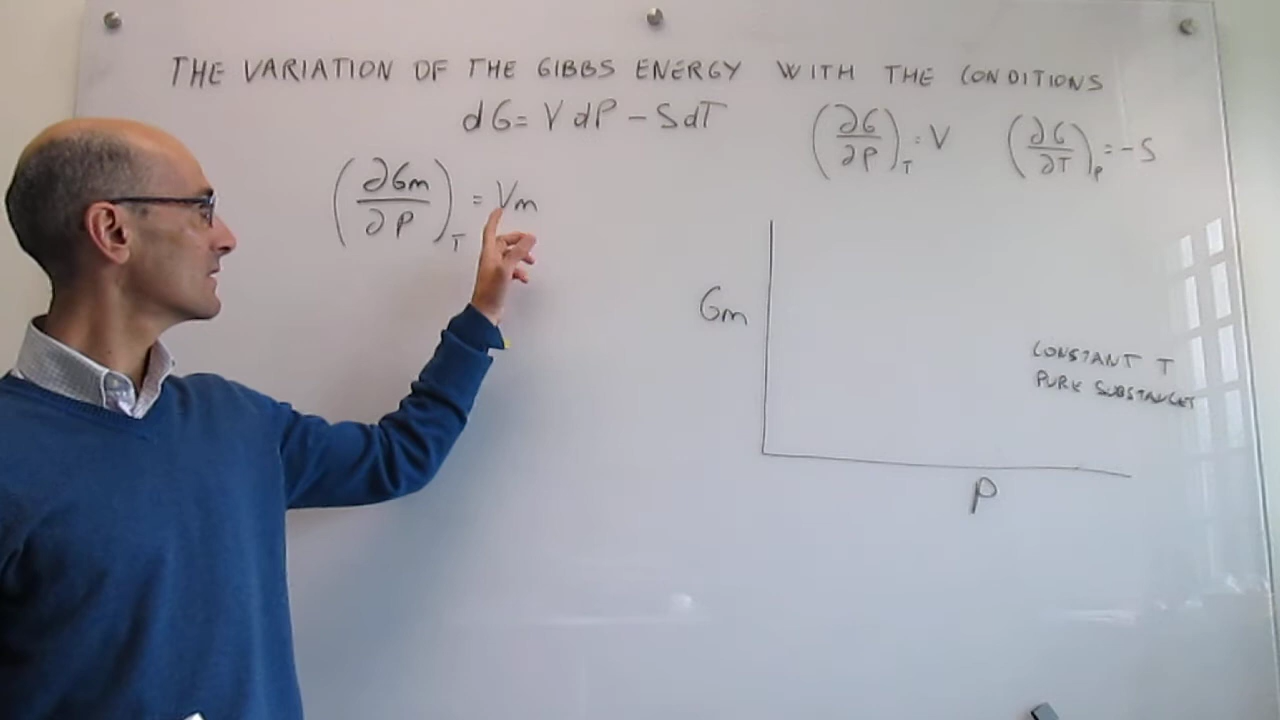 THE VARIATION OF THE GIBBS ENERGY WITH THE CONDITIONS
dG = V dP - S dT
(∂G/∂P)_T = V
(∂G/∂T)_P = -S
(∂Gm/∂P)_T = Vm
Gm
CONSTANT T
PURE SUBSTANCES
P